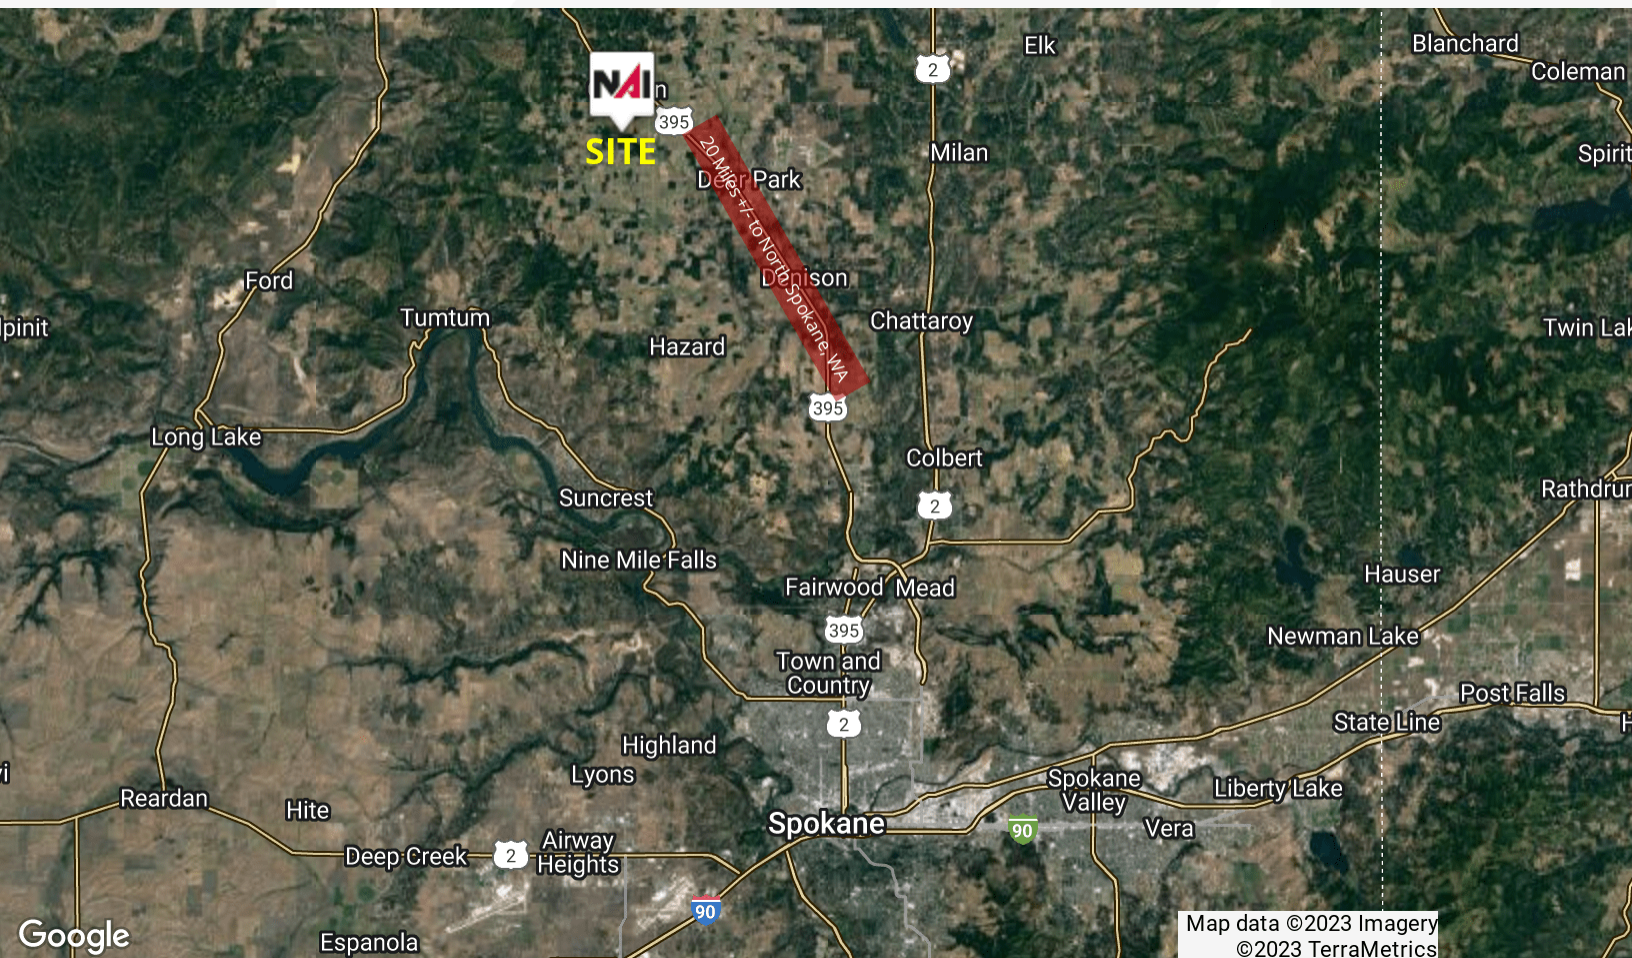 Blanchard
Elk
2
Coleman
NAI
n
395
SITE
Milan
Spirit
Park
20 Miles +/- to North Spokane, WA
Ford
Denison
Chattaroy
Tumtum
lpinit
Twin Lak
Hazard
395
Long Lake
Colbert
Suncrest
2
Rathdrum
Nine Mile Falls
Hauser
Fairwood
Mead
395
Newman Lake
Town and
Country
Post Falls
State Line
2
Highland
Lyons
Spokane
Valley
Liberty Lake
Reardan
Hite
Spokane
90
Vera
Airway
Heights
Deep Creek
2
90
Google
Espanola
Map data ©2023 Imagery
©2023 TerraMetrics